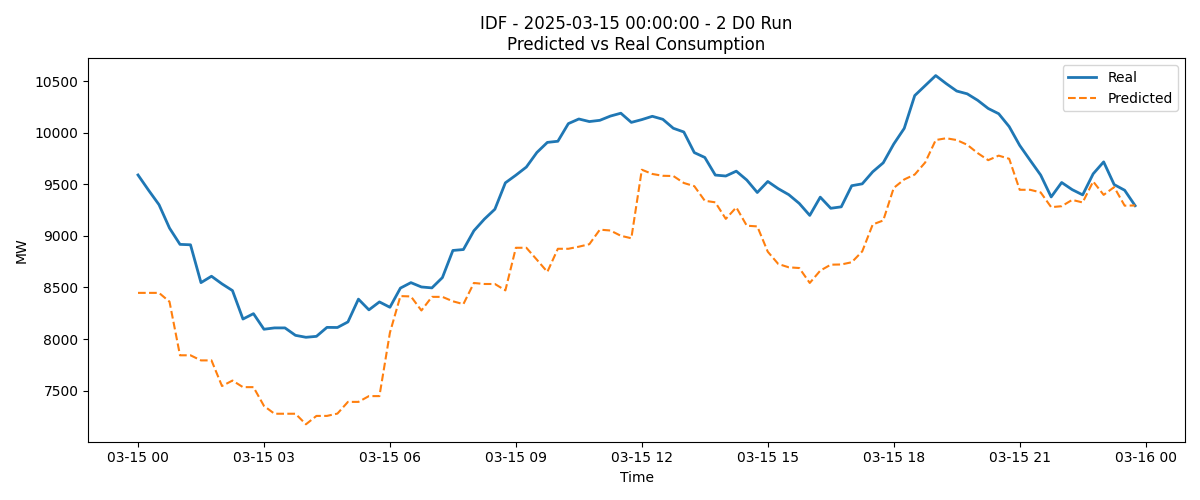 IDF - 2025-03-15 00:00:00 - 2 D0 Run
Predicted vs Real Consumption
Real
Predicted
MW
10500
10000
9500
9000
8500
8000
7500
03-15 00
03-15 03
03-15 06
03-15 09
03-15 12
03-15 15
03-15 18
03-15 21
03-16 00
Time